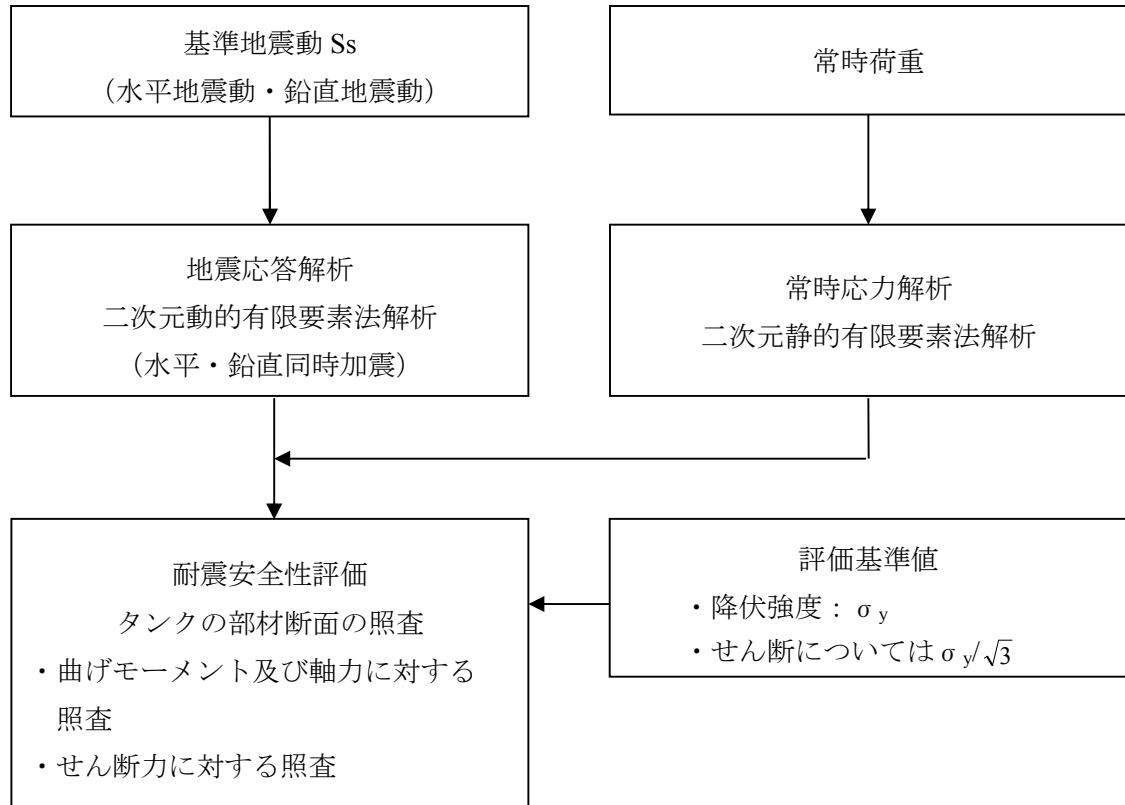 基準地震動 Ss
（水平地震動・鉛直地震動）
常時荷重
地震応答解析
二次元動的有限要素法解析
（水平・鉛直同時加震）
常時応力解析
二次元静的有限要素法解析
耐震安全性評価
タンクの部材断面の照査
・曲げモーメント及び軸力に対する
照査
・せん断力に対する照査
評価基準値
・降伏強度：σy
・せん断についてはσy/√3